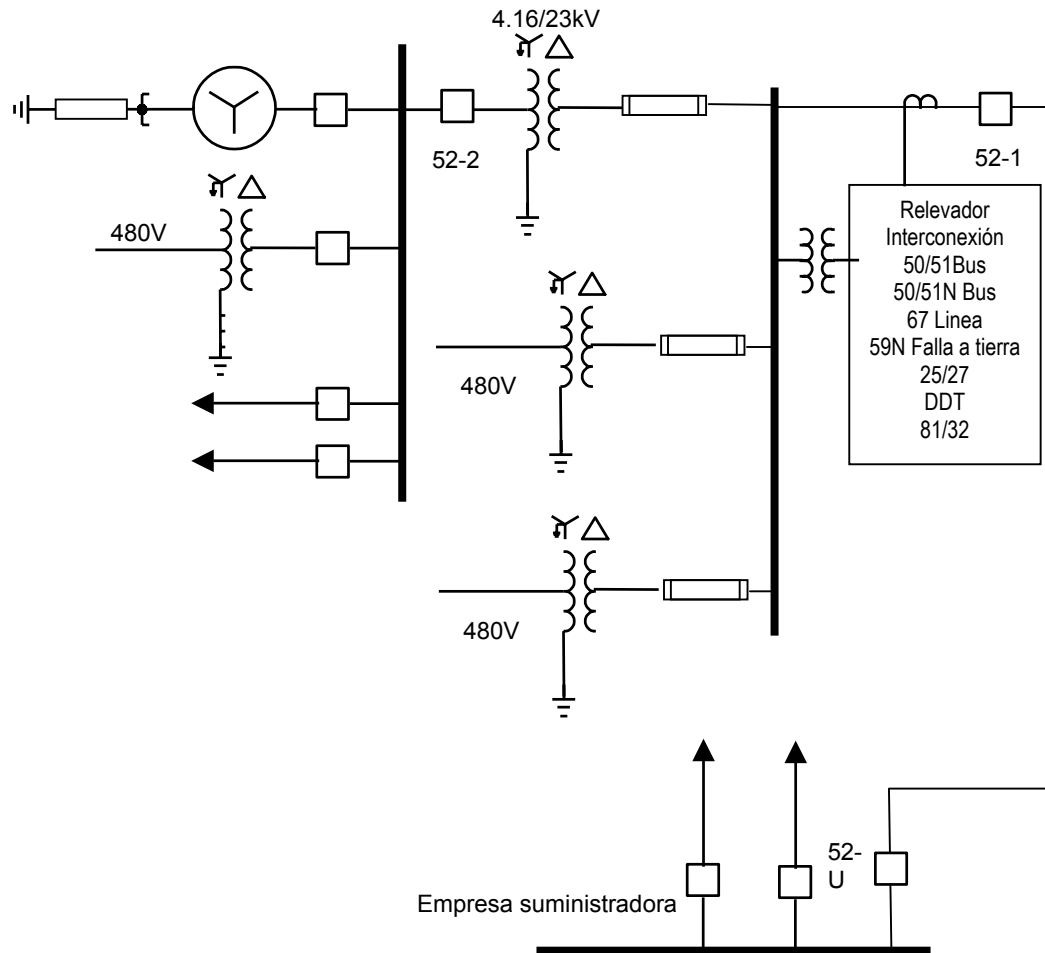 4.16/23kV
52-2
52-1
480V
Relevador
Interconexión
50/51Bus
50/51N Bus
67 Linea
59N Falla a tierra
25/27
DDT
81/32
480V
480V
52-
U
Empresa suministradora